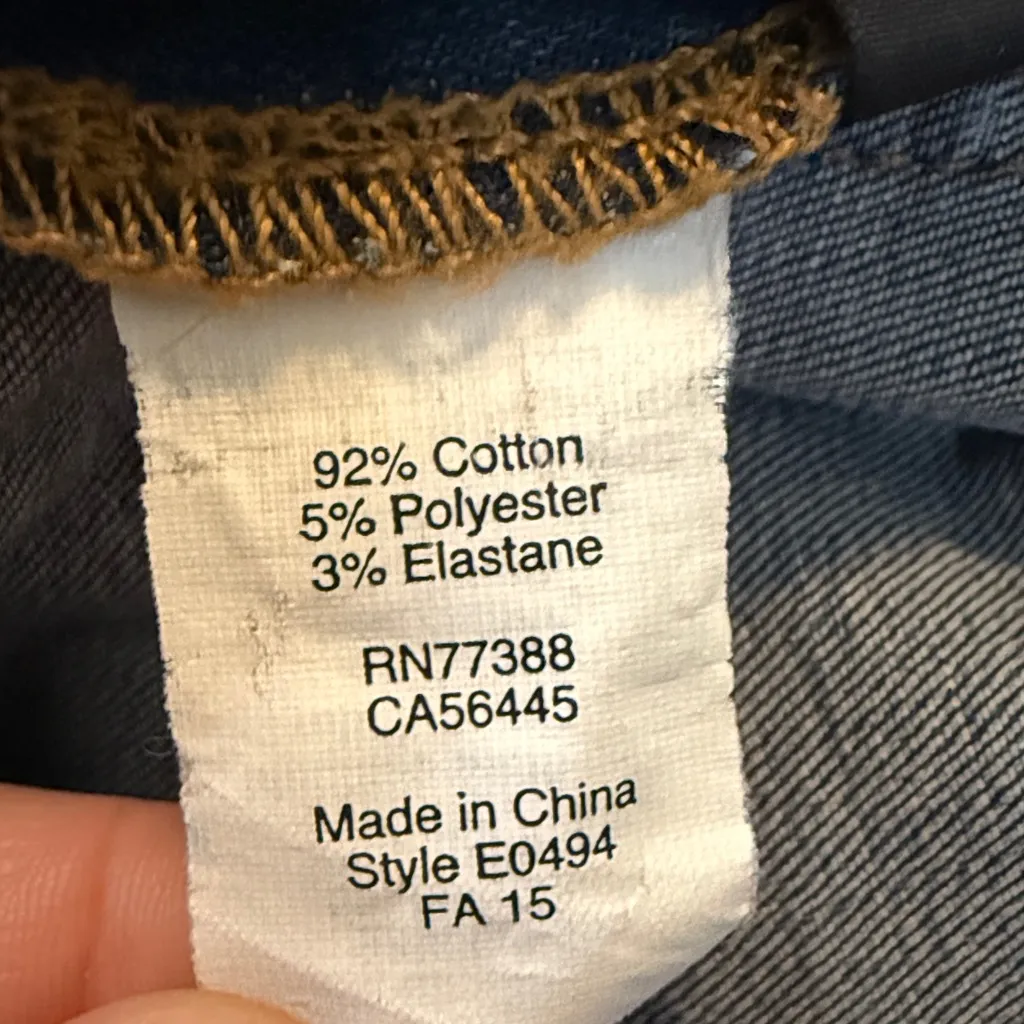 92% Cotton
5% Polyester
3% Elastane
RN77388
CA56445
Made in China
Style E0494
FA 15